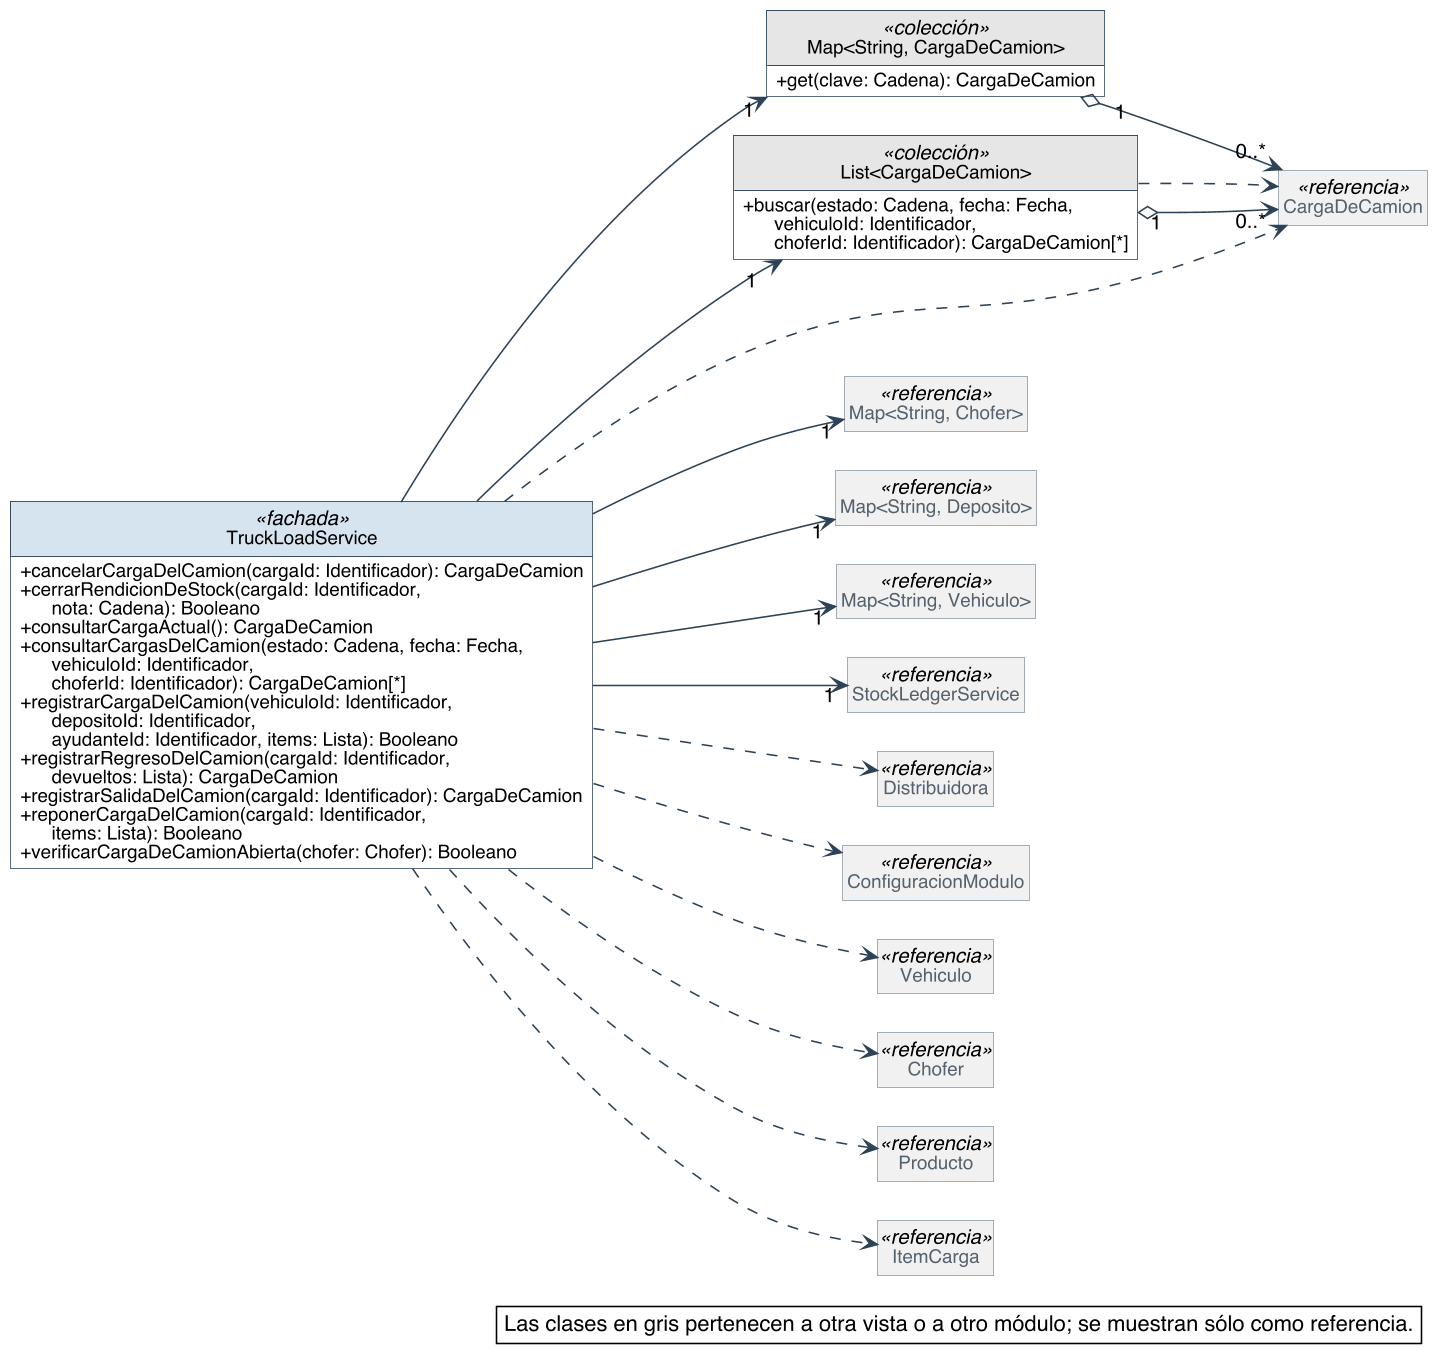 «colección»
Map<String, CargaDeCamion>
+get(clave: Cadena): CargaDeCamion
1
1
0..*
«colección»
List<CargaDeCamion>
+buscar(estado: Cadena, fecha: Fecha,
vehiculoId: Identificador,
choferId: Identificador): CargaDeCamion[*]
1
0..*
1
«referencia»
CargaDeCamion
«referencia»
Map<String, Chofer>
1
«referencia»
Map<String, Deposito>
1
«referencia»
Map<String, Vehiculo>
1
«referencia»
StockLedgerService
1
«fachada»
TruckLoadService
+cancelarCargaDelCamion(cargaId: Identificador): CargaDeCamion
+cerrarRendicionDeStock(cargaId: Identificador,
nota: Cadena): Booleano
+consultarCargaActual(): CargaDeCamion
+consultarCargasDelCamion(estado: Cadena, fecha: Fecha,
vehiculoId: Identificador,
choferId: Identificador): CargaDeCamion[*]
+registrarCargaDelCamion(vehiculoId: Identificador,
depositoId: Identificador,
ayudanteId: Identificador, items: Lista): Booleano
+registrarRegresoDelCamion(cargaId: Identificador,
devueltos: Lista): CargaDeCamion
+registrarSalidaDelCamion(cargaId: Identificador): CargaDeCamion
+reponerCargaDelCamion(cargaId: Identificador,
items: Lista): Booleano
+verificarCargaDeCamionAbierta(chofer: Chofer): Booleano
«referencia»
Distribuidora
«referencia»
ConfiguracionModulo
«referencia»
Vehiculo
«referencia»
Chofer
«referencia»
Producto
«referencia»
ItemCarga
Las clases en gris pertenecen a otra vista o a otro módulo; se muestran sólo como referencia.